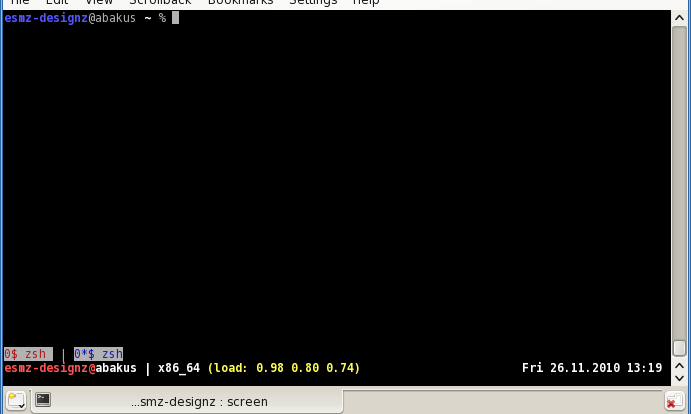 File Edit View Scrollback Bookmarks Settings Help
esmz-designz@abakus ~ %
0$ zsh | 0*$ zsh
esmz-designz@abakus | x86_64 (load: 0.98 0.80 0.74) Fri 26.11.2010 13:19
...smz-designz : screen